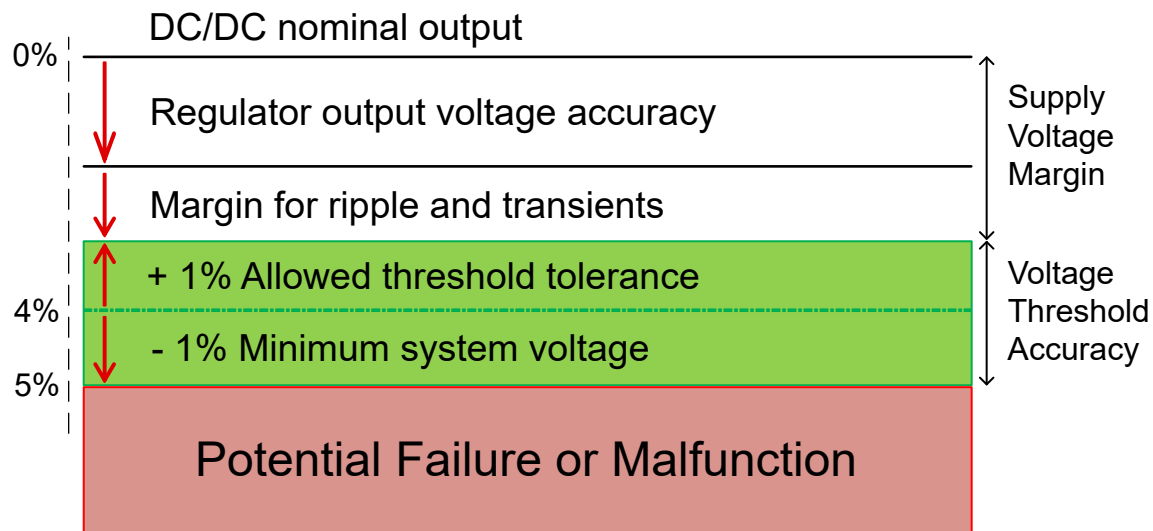 DC/DC nominal output
0%
Regulator output voltage accuracy
Supply
Voltage
Margin
Margin for ripple and transients
+ 1% Allowed threshold tolerance
4%
- 1% Minimum system voltage
5%
Voltage
Threshold
Accuracy
Potential Failure or Malfunction